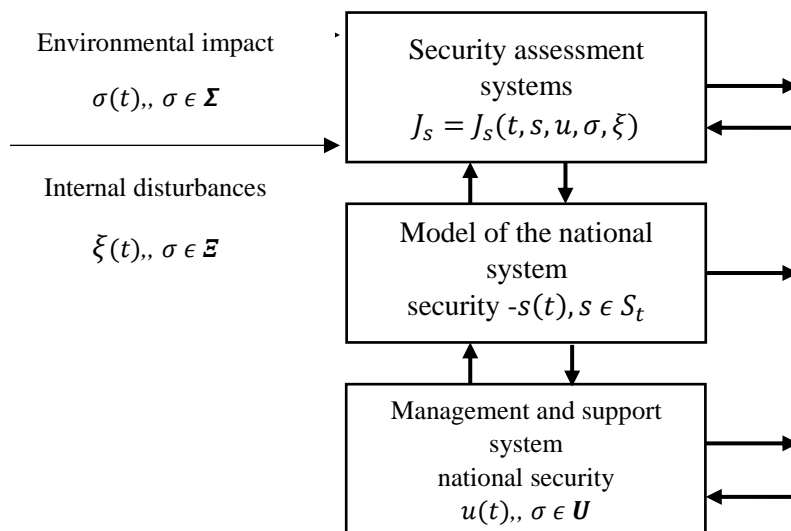 Environmental impact
σ(t),, σ ϵ Σ
Internal disturbances
ξ(t),, σ ϵ Ξ
Security assessment
systems
J_s = J_s(t, s, u, σ, ξ)
Model of the national
system
security -s(t), s ϵ S_t
Management and support
system
national security
u(t),, σ ϵ U